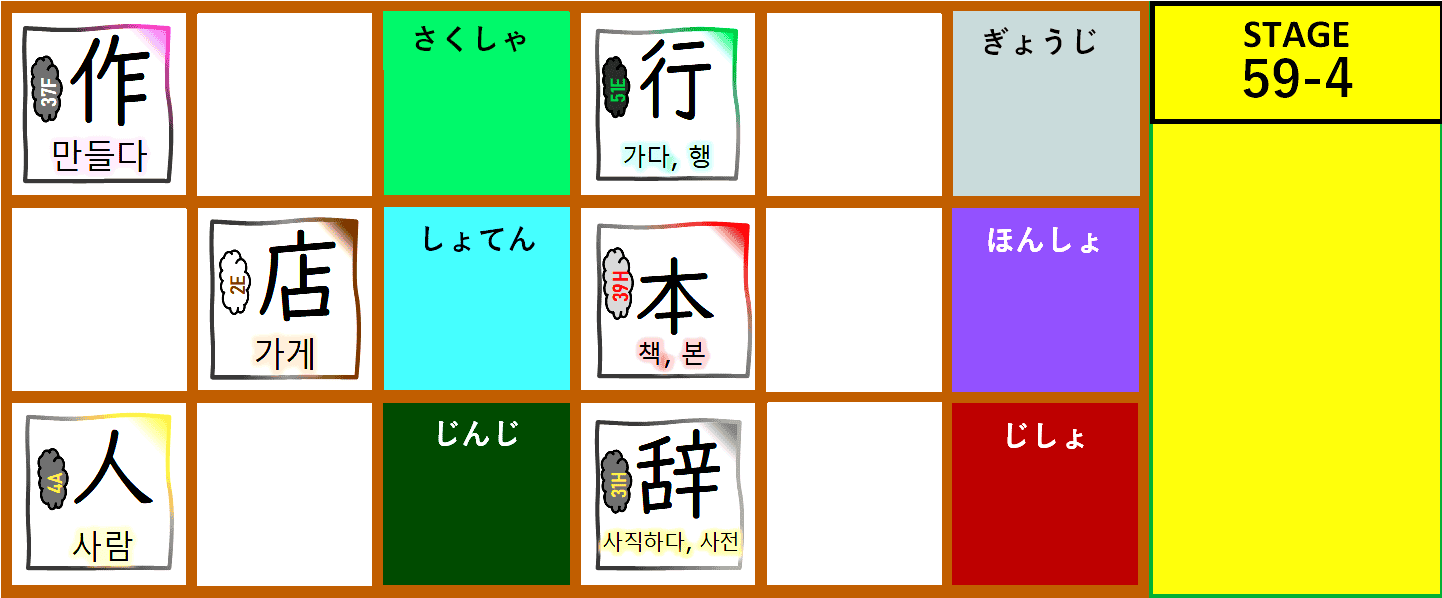 37F
作
만들다
さくしゃ
51E
行
가다, 행
ぎょうじ
STAGE
59-4
2E
店
가게
しょてん
39H
本
책, 본
ほんしょ
4A
人
사람
じんじ
31H
辞
사직하다, 사전
じしょ